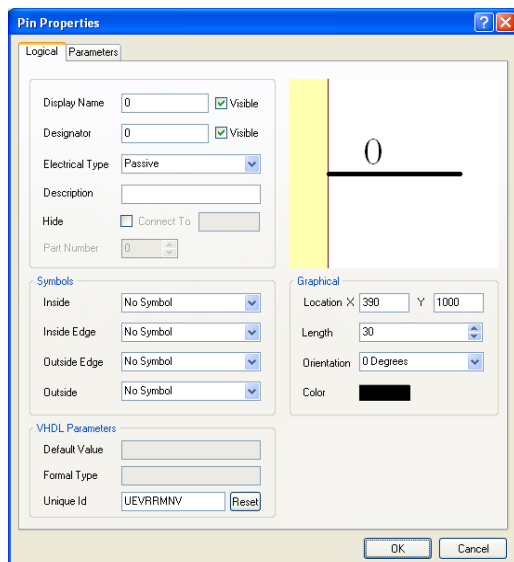 Pin Properties
Logical Parameters
Display Name 0 Visible
Designator 0 Visible
Electrical Type Passive
Description
Hide Connect To
Part Number 0
0
Symbols
Inside No Symbol
Inside Edge No Symbol
Outside Edge No Symbol
Outside No Symbol
Graphical
Location X 390 Y 1000
Length 30
Orientation 0 Degrees
Color
VHDL Parameters
Default Value
Formal Type
Unique Id UEVRRMNV Reset
OK Cancel